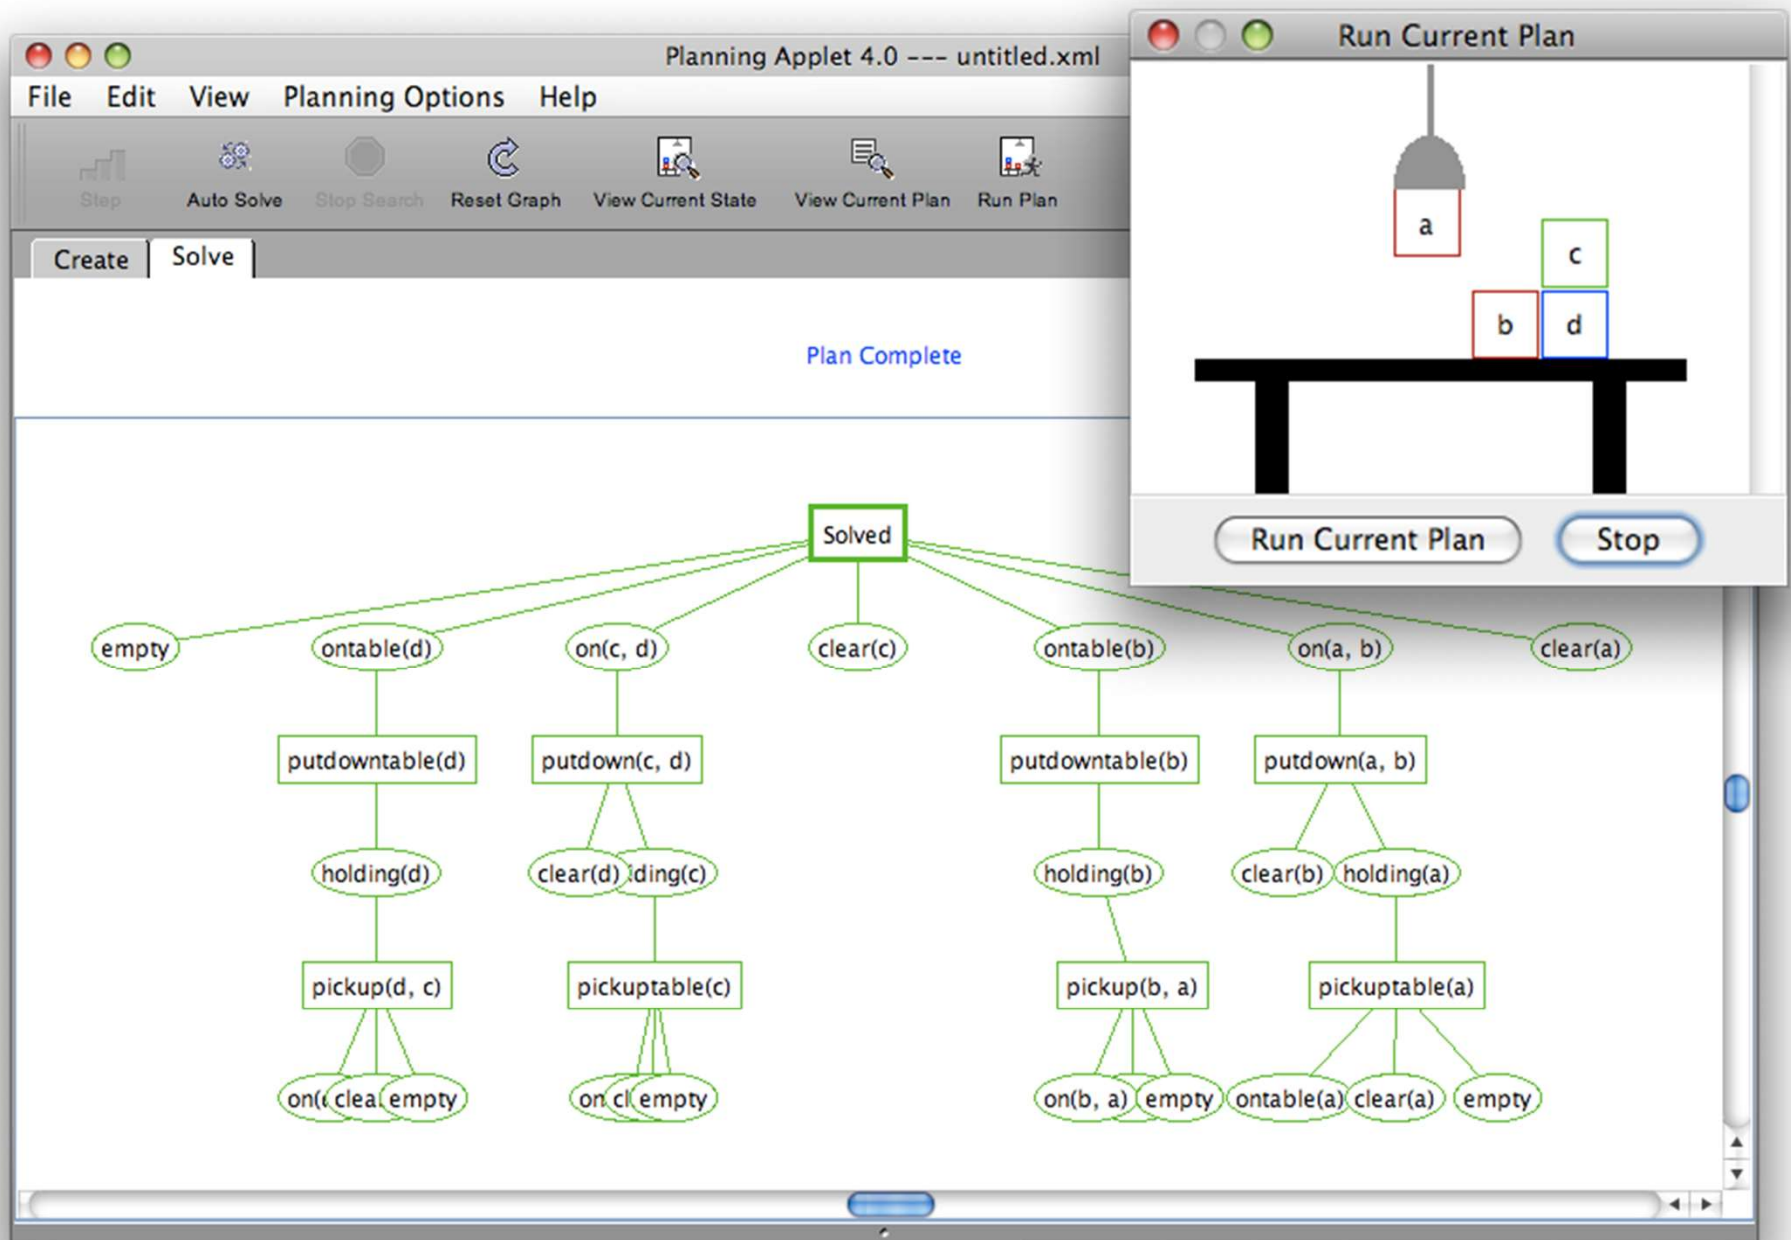 Planning Applet 4.0 --- untitled.xml
File Edit View Planning Options Help
Step Auto Solve Stop Search Reset Graph View Current State View Current Plan Run Plan
Create Solve
Plan Complete
Run Current Plan
a
c
b d
Run Current Plan Stop
Solved
empty ontable(d) on(c, d) clear(c) ontable(b) on(a, b) clear(a)
putdowntable(d) putdown(c, d) putdowntable(b) putdown(a, b)
holding(d) clear(d) ding(c) holding(b) clear(b) holding(a)
pickup(d, c) pickuptable(c) pickup(b, a) pickuptable(a)
empty empty on(b, a) empty ontable(a) clear(a) empty